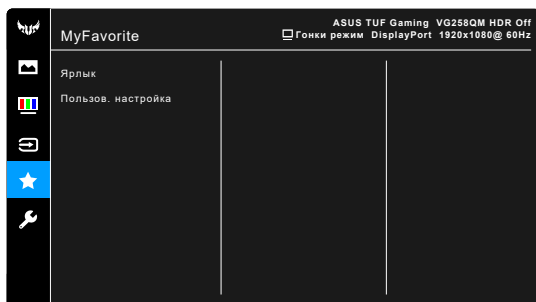 ASUS TUF Gaming VG258QM HDR Off
MyFavorite
Гонки режим DisplayPort 1920x1080@ 60Hz
Ярлык
Пользов. настройка